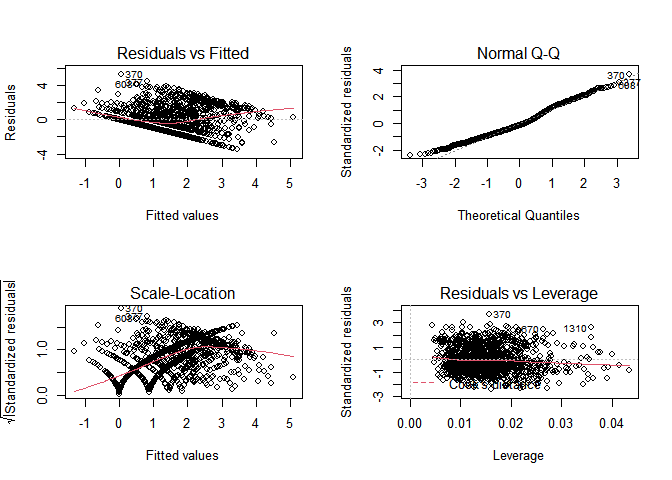 Residuals vs Fitted
Residuals
4
0
-4
370
-1 0 1 2 3 4 5
Fitted values
Normal Q-Q
Standardized residuals
4
2
0
-2
370
-3 -2 -1 0 1 2 3
Theoretical Quantiles
Scale-Location
√|Standardized residuals|
1.0
0.0
370
-1 0 1 2 3 4 5
Fitted values
Residuals vs Leverage
Standardized residuals
3
1
-1
-3
370
1310
Cook's distance
0.00 0.01 0.02 0.03 0.04
Leverage